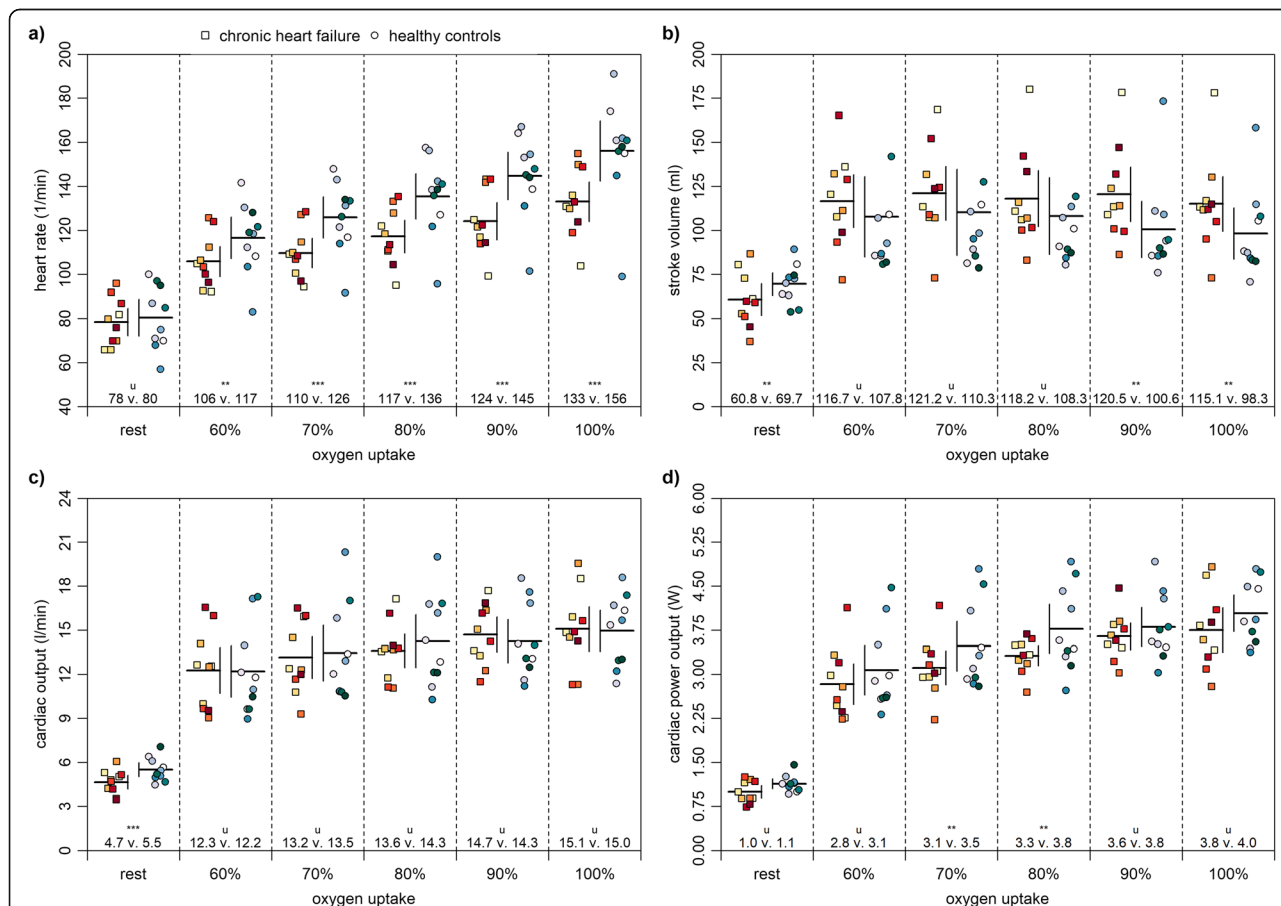 a)
□ chronic heart failure ○ healthy controls
heart rate (1/min)
200
180
160
140
120
100
80
60
40
u ** *** *** *** ***
78 v. 80 106 v. 117 110 v. 126 117 v. 136 124 v. 145 133 v. 156
rest 60% 70% 80% 90% 100%
oxygen uptake
b)
stroke volume (ml)
200
175
150
125
100
75
50
25
0
** u u u ** **
60.8 v. 69.7 116.7 v. 107.8 121.2 v. 110.3 118.2 v. 108.3 120.5 v. 100.6 115.1 v. 98.3
rest 60% 70% 80% 90% 100%
oxygen uptake
c)
cardiac output (l/min)
24
21
18
15
12
9
6
3
0
*** u u u u u
4.7 v. 5.5 12.3 v. 12.2 13.2 v. 13.5 13.6 v. 14.3 14.7 v. 14.3 15.1 v. 15.0
rest 60% 70% 80% 90% 100%
oxygen uptake
d)
cardiac power output (W)
6.00
5.25
4.50
3.75
3.00
2.25
1.50
0.75
0.00
u u ** ** u u
1.0 v. 1.1 2.8 v. 3.1 3.1 v. 3.5 3.3 v. 3.8 3.6 v. 3.8 3.8 v. 4.0
rest 60% 70% 80% 90% 100%
oxygen uptake